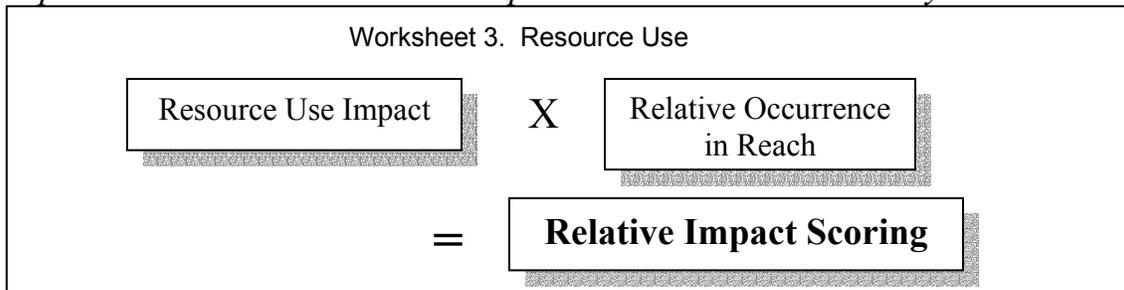 Worksheet 3. Resource Use
Resource Use Impact
X
Relative Occurrence
in Reach
=
Relative Impact Scoring